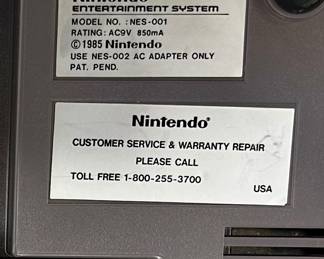 Nintendo
ENTERTAINMENT SYSTEM
MODEL NO. : NES-001
RATING: AC9V 850mA
©1985 Nintendo
USE NES-002 AC ADAPTER ONLY
PAT. PEND.
Nintendo®
CUSTOMER SERVICE & WARRANTY REPAIR
PLEASE CALL
TOLL FREE 1-800-255-3700
USA